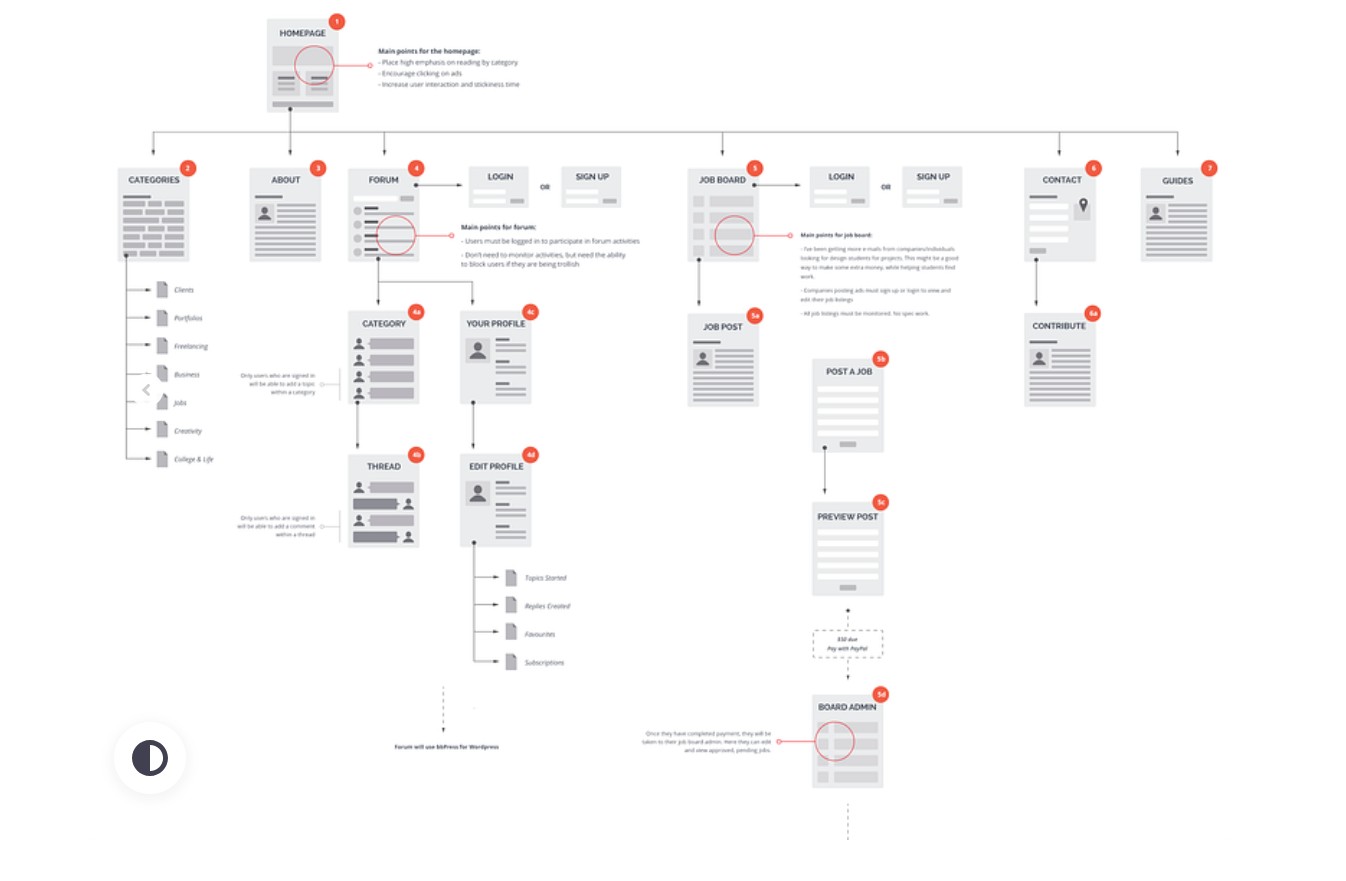 1
HOMEPAGE
Main points for the homepage:
- Place high emphasis on reading by category
- Encourage clicking on ads
- Increase user interaction and stickiness time
2
CATEGORIES
3
ABOUT
4
FORUM
LOGIN
OR
SIGN UP
5
JOB BOARD
LOGIN
OR
SIGN UP
6
CONTACT
7
GUIDES
Main points for forum:
- Users must be logged in to participate in forum activities
- Don't need to monitor activities, but need the ability
to block users if they are being trollish
Main points for job board:
- I've been getting more e-mails from companies/individuals
looking for design students for projects. This might be a good
way to make some extra money, while helping students find
work.
- Companies posting ads must sign up or login to view and
edit their job listings
- All job listings must be monitored. No spec work.
Clients
Portfolios
Freelancing
Business
Jobs
Creativity
College & Life
4a
CATEGORY
Only users who are signed in
will be able to add a topic
within a category
4c
YOUR PROFILE
4b
THREAD
Only users who are signed in
will be able to add a comment
within a thread
4d
EDIT PROFILE
Topics Started
Replies Created
Favourites
Subscriptions
Forum will use bbPress for Wordpress
5a
JOB POST
5b
POST A JOB
5c
PREVIEW POST
$50 due
Pay with PayPal
5d
BOARD ADMIN
Once they have completed payment, they will be
taken to their job board admin. Here they can edit
and view approved, pending jobs.
6a
CONTRIBUTE